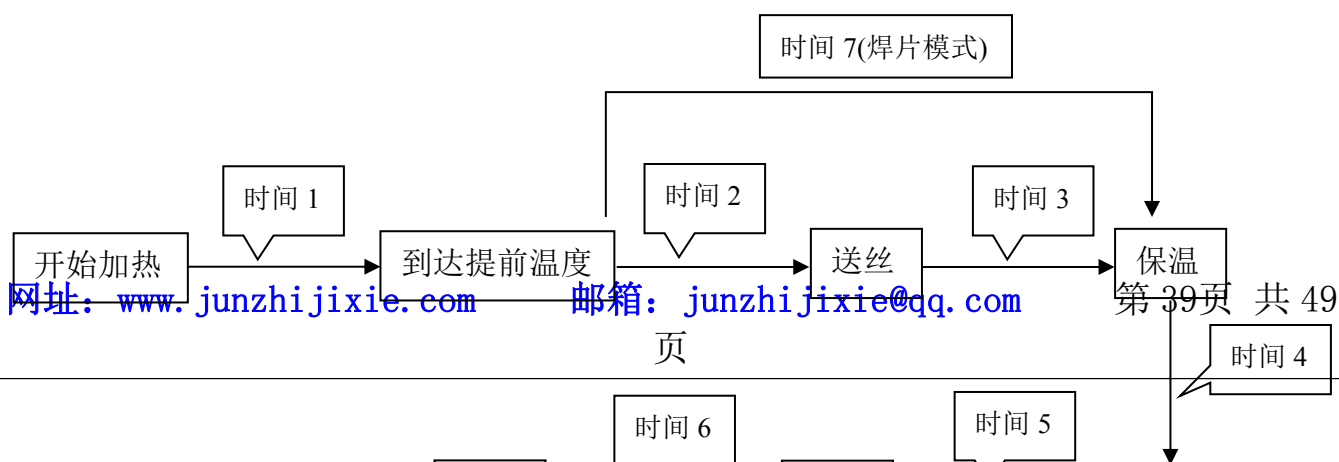 时间 7(焊片模式)
时间 1
时间 2
时间 3
开始加热
到达提前温度
送丝
保温
网址：www.junzhijixie.com 邮箱：junzhijixie@qq.com 第 39页 共 49
页
时间 4
时间 6
时间 5